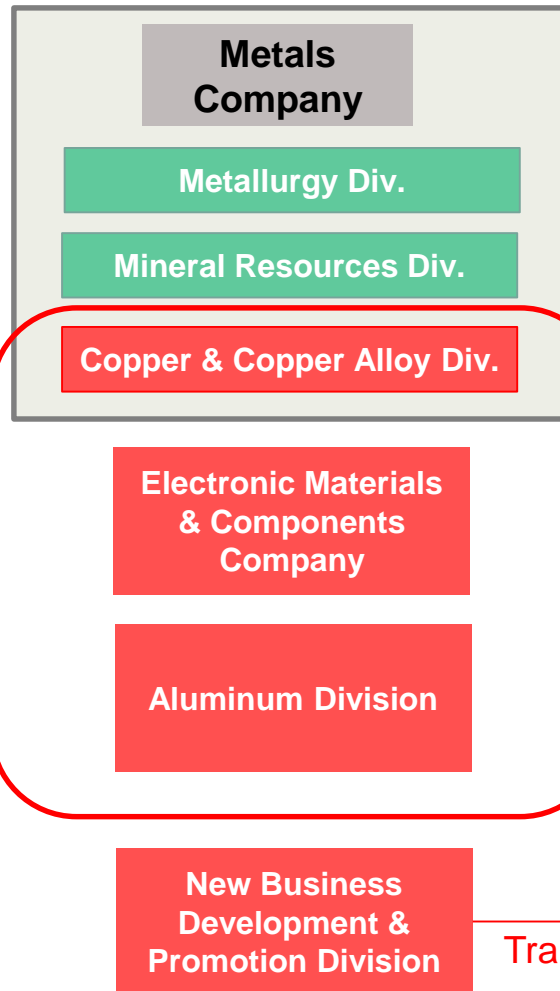 Metals
Company
Metallurgy Div.
Mineral Resources Div.
Copper & Copper Alloy Div.
Electronic Materials
& Components
Company
Aluminum Division
New Business
Development &
Promotion Division